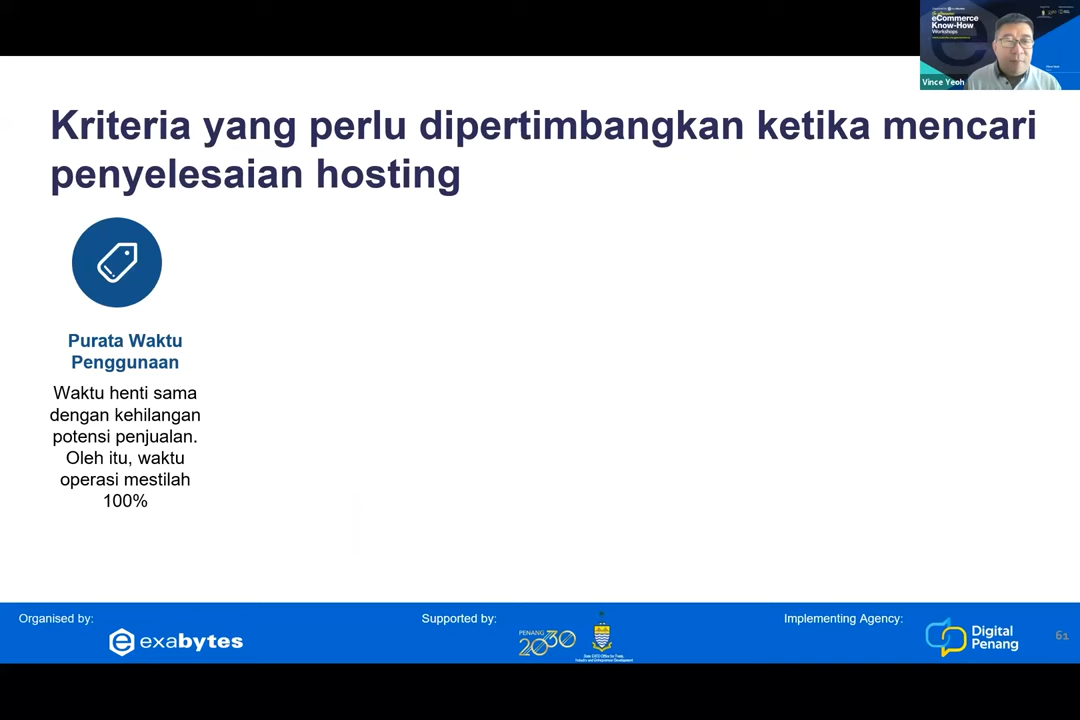 eCommerce
Know-How
Workshops
Vince Yeoh
Kriteria yang perlu dipertimbangkan ketika mencari
penyelesaian hosting
Purata Waktu
Penggunaan
Waktu henti sama
dengan kehilangan
potensi penjualan.
Oleh itu, waktu
operasi mestilah
100%
Organised by:
exabytes
Supported by:
PENANG
2030
Implementing Agency:
Digital
Penang
61